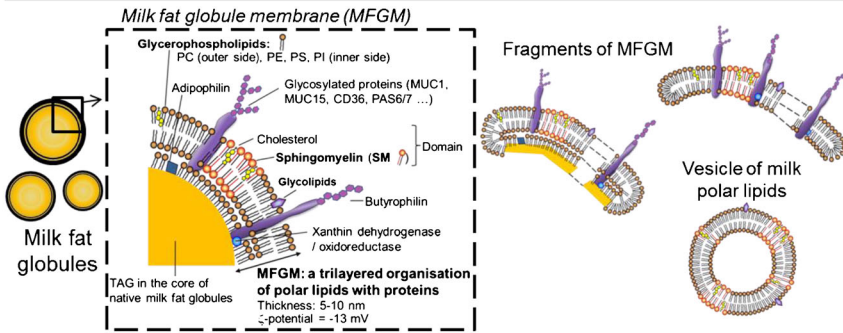 Milk fat globule membrane (MFGM)
Glycerophospholipids:
PC (outer side), PE, PS, PI (inner side)
Adipophilin
Glycosylated proteins (MUC1,
MUC15, CD36, PAS6/7 ...)
Cholesterol
Sphingomyelin (SM )
Domain
Glycolipids
Butyrophilin
Xanthin dehydrogenase
/ oxidoreductase
TAG in the core of
native milk fat globules
MFGM: a trilayered organisation
of polar lipids with proteins
Thickness: 5-10 nm
ζ-potential = -13 mV
Milk fat
globules
Fragments of MFGM
Vesicle of milk
polar lipids